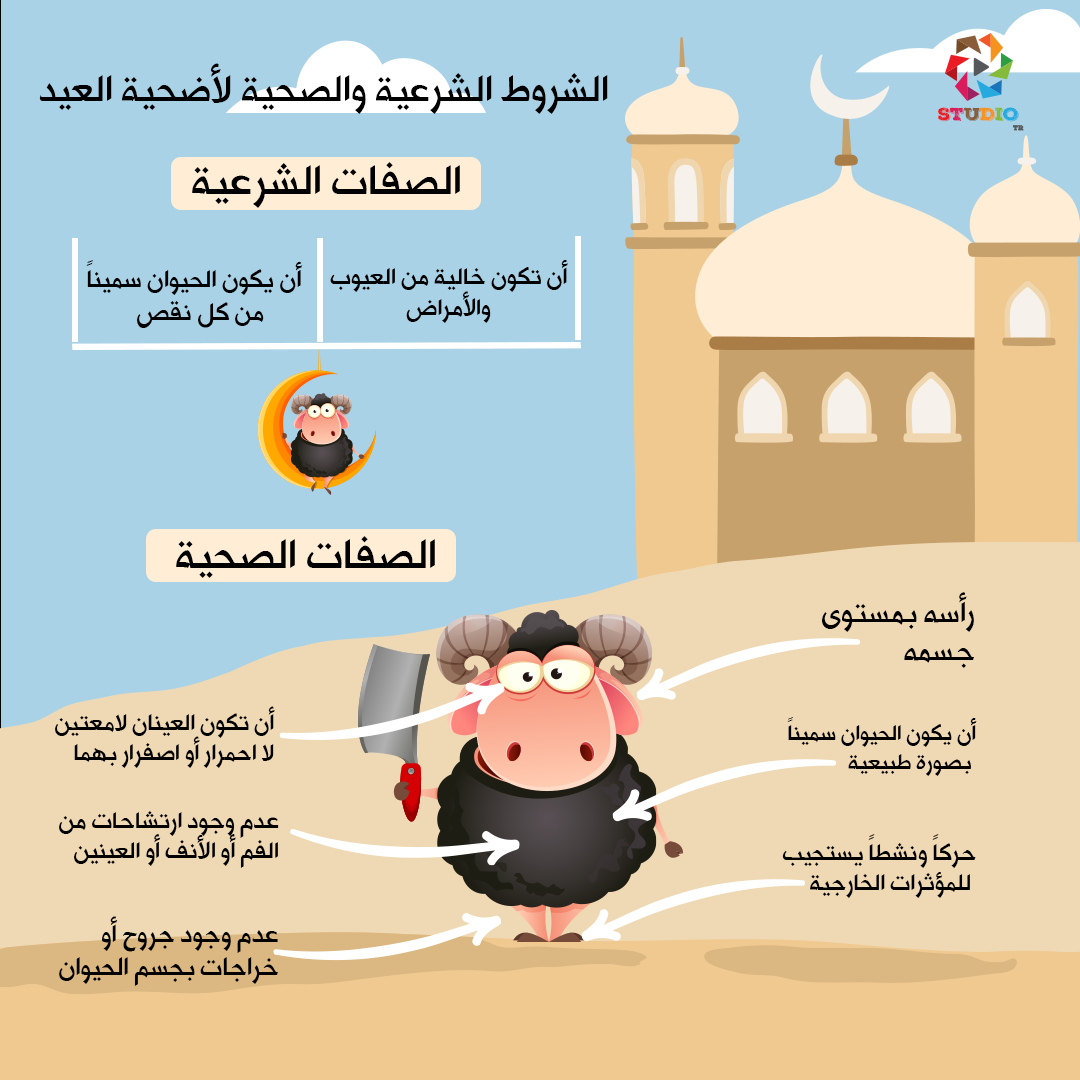 الشروط الشرعية والصحية لأضحية العيد
STUDIO
TR
الصفات الشرعية
أن تكون خالية من العيوب
والأمراض
أن يكون الحيوان سميناً
من كل نقص
الصفات الصحية
رأسه بمستوى
جسمه
أن يكون الحيوان سميناً
بصورة طبيعية
حركاً ونشطاً يستجيب
للمؤثرات الخارجية
أن تكون العينان لامعتين
لا احمرار أو اصفرار بهما
عدم وجود ارتشاحات من
الفم أو الأنف أو العينين
عدم وجود جروح أو
خراجات بجسم الحيوان